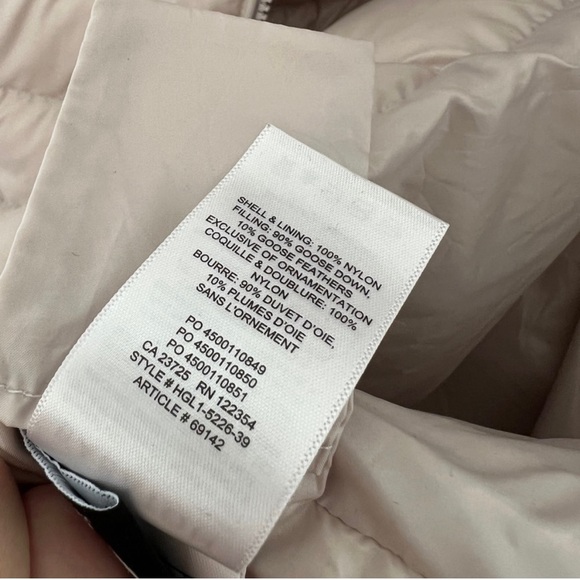 SHELL & LINING: 100% NYLON
FILLING: 90% GOOSE DOWN,
10% GOOSE FEATHERS
EXCLUSIVE OF ORNAMENTATION
COQUILLE & DOUBLURE: 100%
NYLON
BOURRE: 90% DUVET D'OIE,
10% PLUMES D'OIE
SANS L'ORNEMENT
PO 4500110849
PO 4500110850
PO 4500110851
CA 23725 RN 122354
STYLE # HGL1-5226-39
ARTICLE # 69142